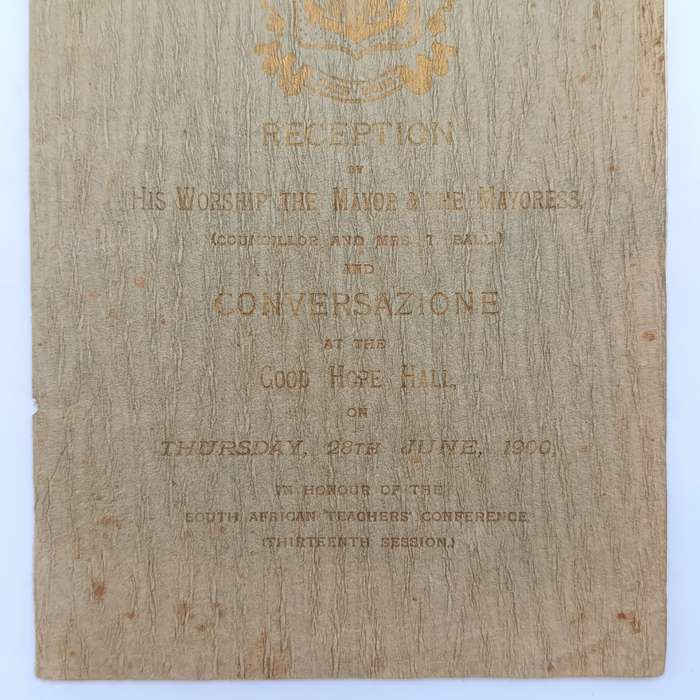 RECEPTION
BY
HIS WORSHIP THE MAYOR & THE MAYORESS,
(COUNCILLOR AND MRS T. BALL)
AND
CONVERSAZIONE
AT THE
GOOD HOPE HALL,
ON
THURSDAY, 28TH JUNE, 1900,
IN HONOUR OF THE
SOUTH AFRICAN TEACHERS' CONFERENCE
(THIRTEENTH SESSION.)